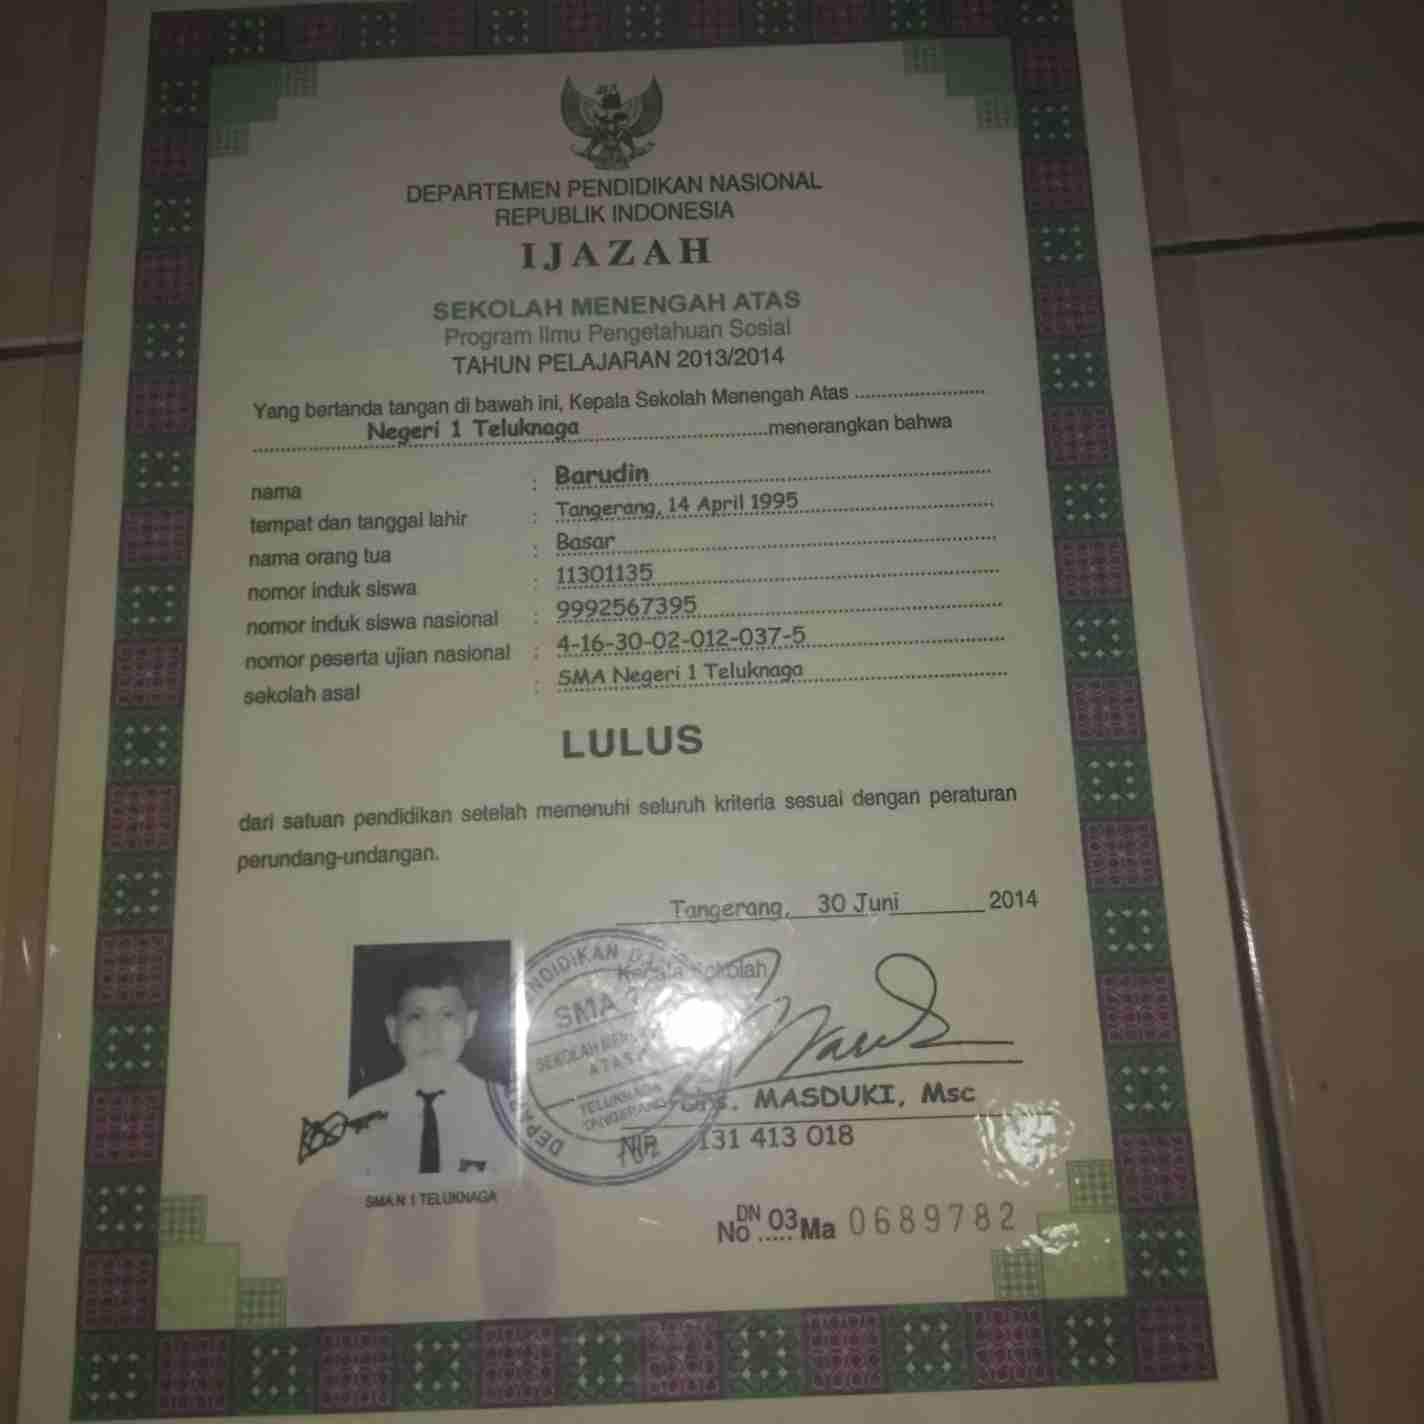 DEPARTEMEN PENDIDIKAN NASIONAL
REPUBLIK INDONESIA
IJAZAH
SEKOLAH MENENGAH ATAS
Program Ilmu Pengetahuan Sosial
TAHUN PELAJARAN 2013/2014
Yang bertanda tangan di bawah ini, Kepala Sekolah Menengah Atas ......................
Negeri 1 Teluknaga ..............................menerangkan bahwa
nama : Barudin
tempat dan tanggal lahir : Tangerang, 14 April 1995
nama orang tua : Basar
nomor induk siswa : 11301135
nomor induk siswa nasional : 9992567395
nomor peserta ujian nasional : 4-16-30-02-012-037-5
sekolah asal : SMA Negeri 1 Teluknaga
LULUS
dari satuan pendidikan setelah memenuhi seluruh kriteria sesuai dengan peraturan
perundang-undangan.
Tangerang, 30 Juni 2014
Kepala Sekolah
SMA
ATAS
TELUKNAGA
Drs. MASDUKI, Msc
NIP. 131 413 018
SMA N 1 TELUKNAGA
DN
No ..... 03 Ma 0689782